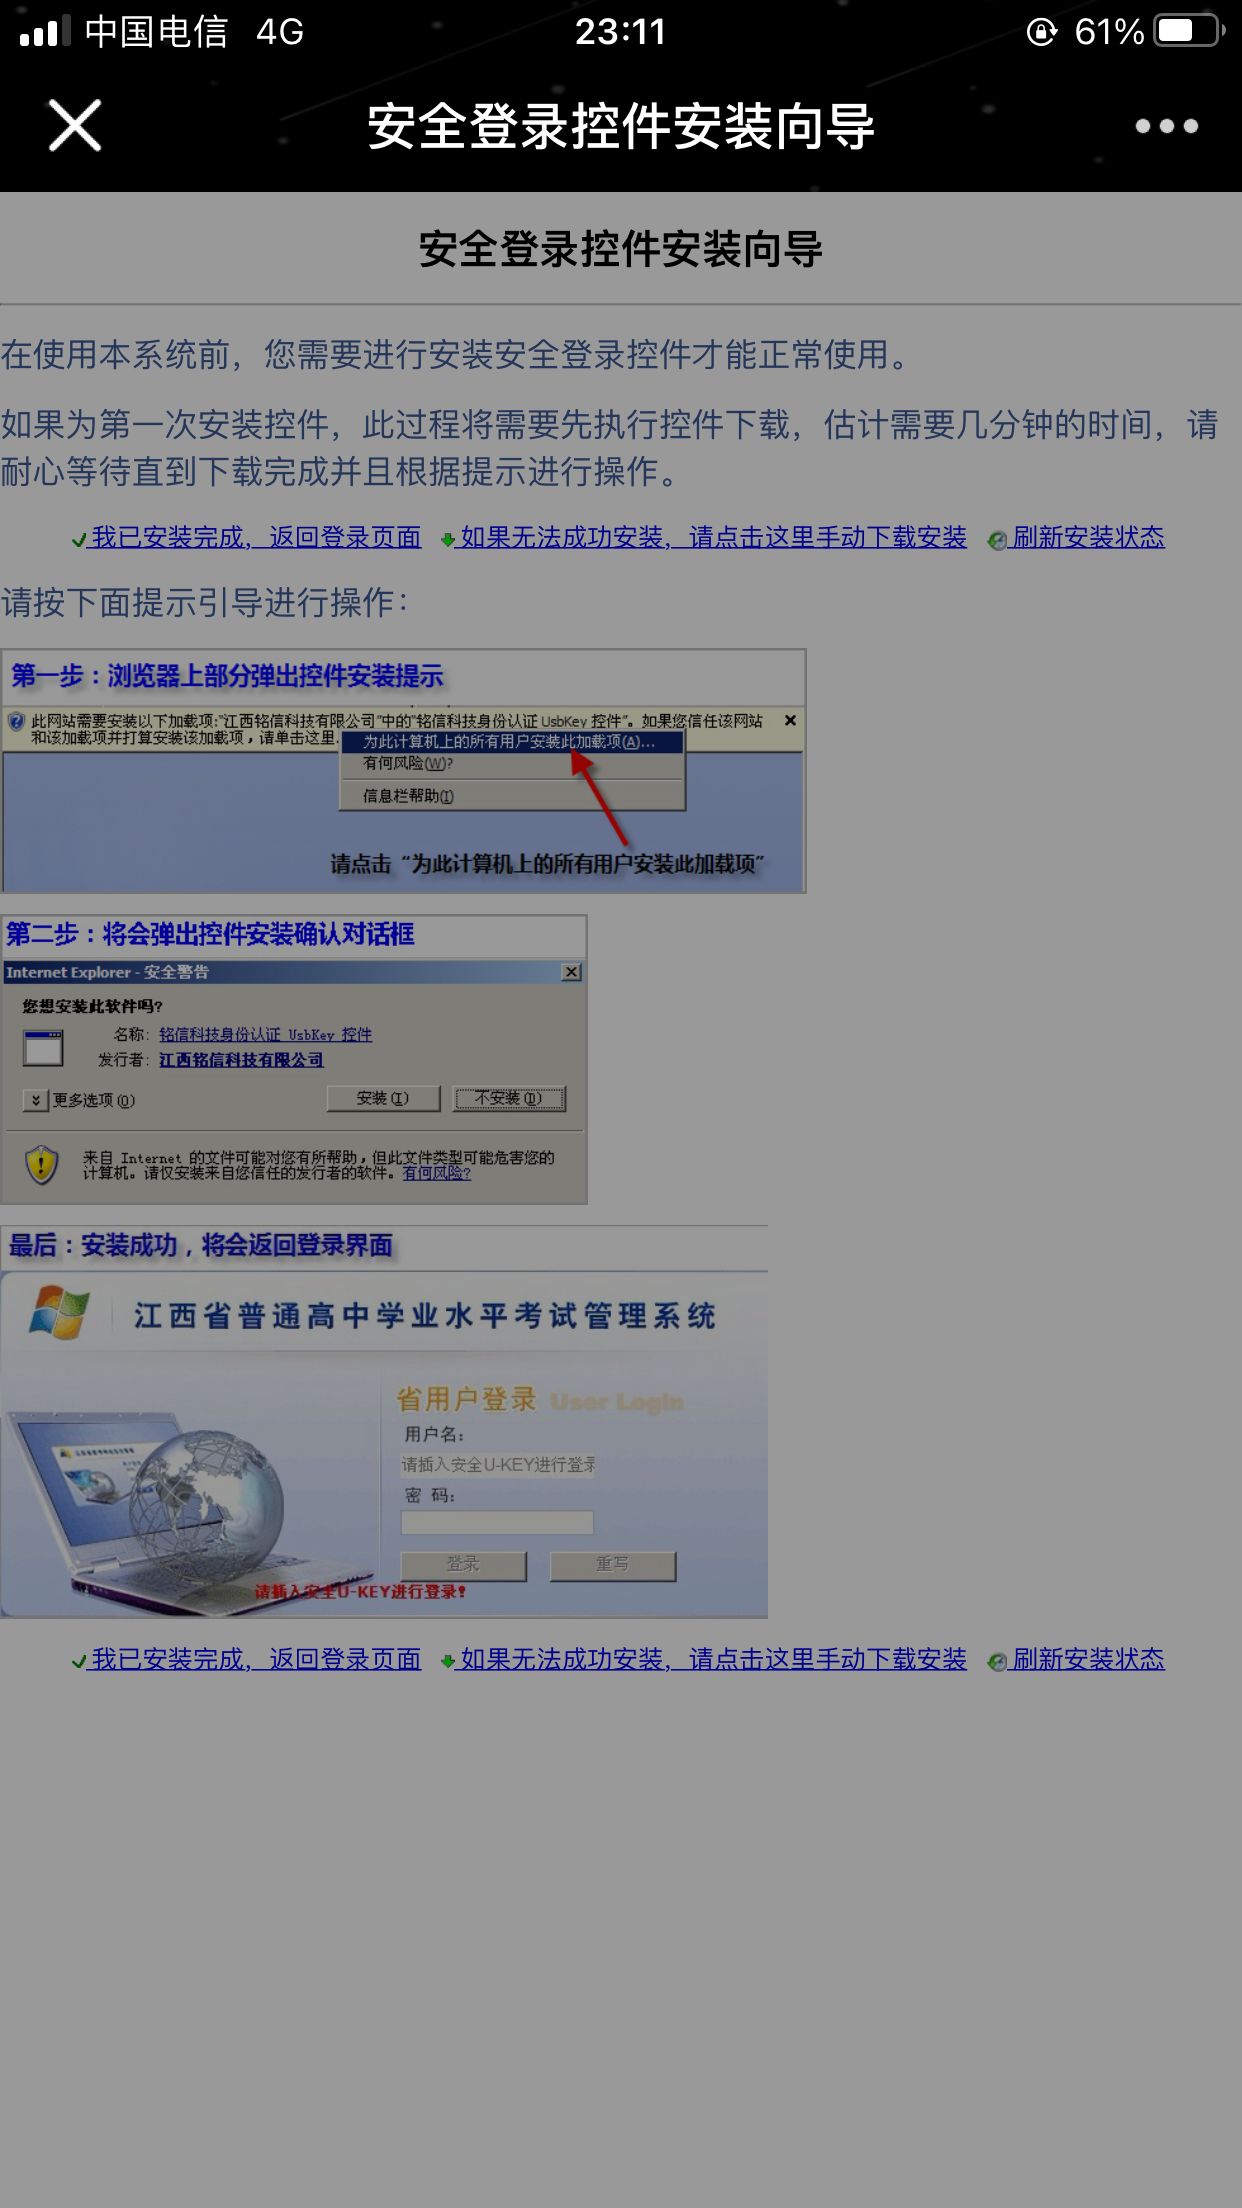 中国电信 4G 23:11 61%
安全登录控件安装向导
安全登录控件安装向导
在使用本系统前，您需要进行安装安全登录控件才能正常使用。
如果为第一次安装控件，此过程将需要先执行控件下载，估计需要几分钟的时间，请
耐心等待直到下载完成并且根据提示进行操作。
我已安装完成，返回登录页面 如果无法成功安装，请点击这里手动下载安装 刷新安装状态
请按下面提示引导进行操作：
第一步：浏览器上部分弹出控件安装提示
此网站需要安装以下加载项:“江西铭信科技有限公司”中的“铭信科技身份认证 UsbKey 控件”。如果您信任该网站
和该加载项并打算安装该加载项，请单击这里
为此计算机上的所有用户安装此加载项(A)...
有何风险(W)?
信息栏帮助(I)
请点击“为此计算机上的所有用户安装此加载项”
第二步：将会弹出控件安装确认对话框
Internet Explorer - 安全警告
您想安装此软件吗?
名称: 铭信科技身份认证 UsbKey 控件
发行者: 江西铭信科技有限公司
更多选项(O) 安装(I) 不安装(D)
来自 Internet 的文件可能对您有所帮助，但此文件类型可能危害您的
计算机。请仅安装来自您信任的发行者的软件。有何风险?
最后：安装成功，将会返回登录界面
江西省普通高中学业水平考试管理系统
省用户登录 User Login
用户名:
请插入安全U-KEY进行登录
密 码:
登录 重写
请插入安全U-KEY进行登录!
我已安装完成，返回登录页面 如果无法成功安装，请点击这里手动下载安装 刷新安装状态